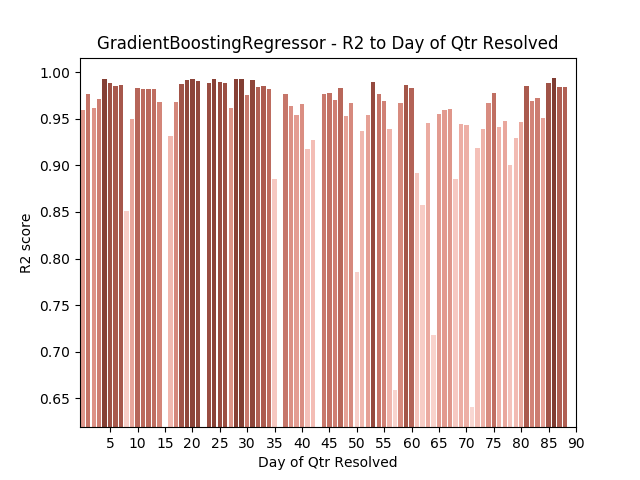 GradientBoostingRegressor - R2 to Day of Qtr Resolved
1.00
0.95
0.90
0.85
0.80
0.75
0.70
0.65
R2 score
5 10 15 20 25 30 35 40 45 50 55 60 65 70 75 80 85 90
Day of Qtr Resolved